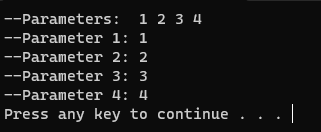 --Parameters:  1 2 3 4
--Parameter 1: 1
--Parameter 2: 2
--Parameter 3: 3
--Parameter 4: 4
Press any key to continue . . .